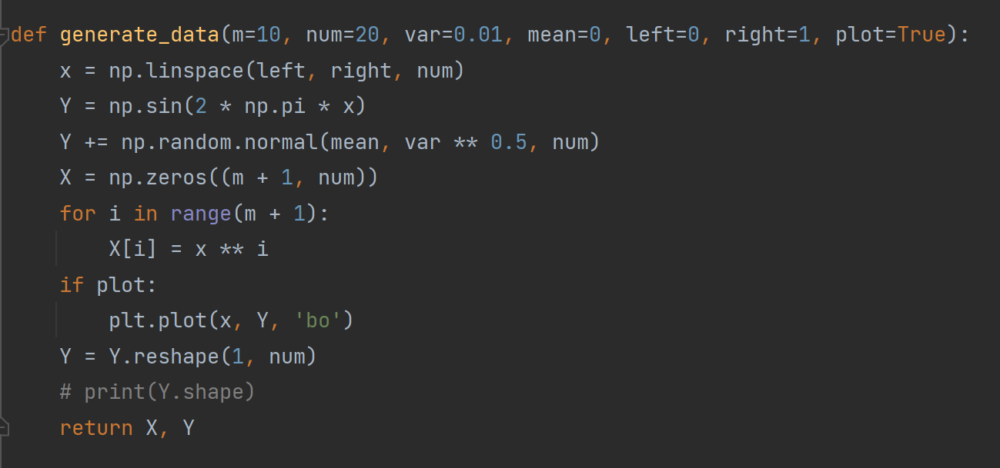 def generate_data(m=10, num=20, var=0.01, mean=0, left=0, right=1, plot=True):
    x = np.linspace(left, right, num)
    Y = np.sin(2 * np.pi * x)
    Y += np.random.normal(mean, var ** 0.5, num)
    X = np.zeros((m + 1, num))
    for i in range(m + 1):
        X[i] = x ** i
    if plot:
        plt.plot(x, Y, 'bo')
    Y = Y.reshape(1, num)
    # print(Y.shape)
    return X, Y